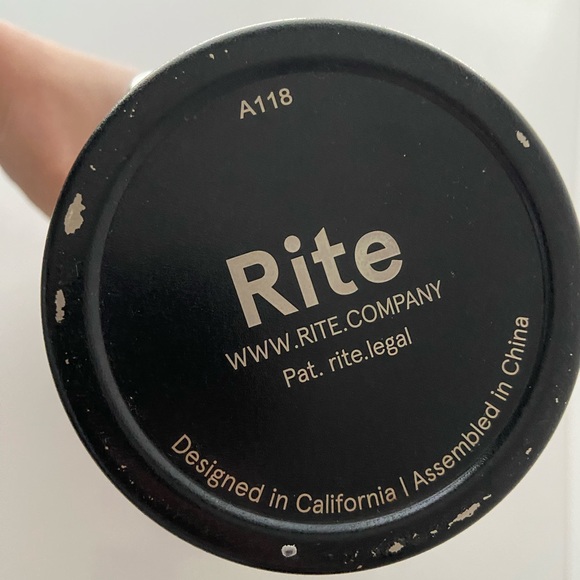 A118
Rite
WWW.RITE.COMPANY
Pat. rite.legal
Designed in California | Assembled in China